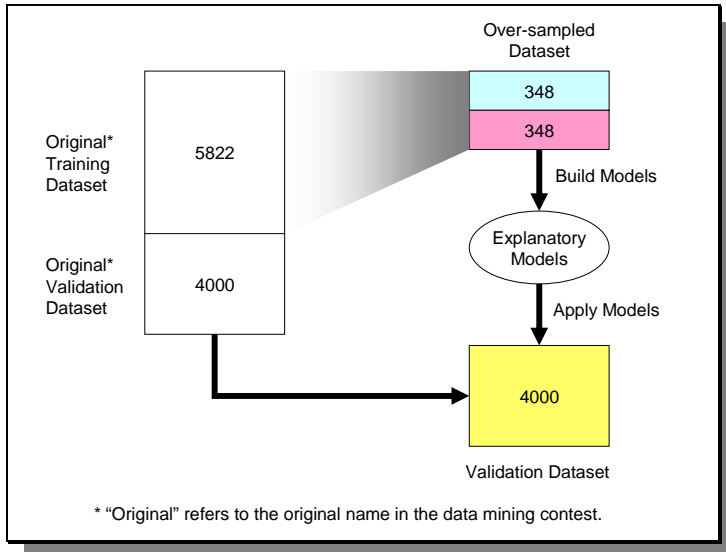 Over-sampled
Dataset
348
348
Original*
Training
Dataset
5822
Build Models
Explanatory
Models
Original*
Validation
Dataset
4000
Apply Models
4000
Validation Dataset
* “Original” refers to the original name in the data mining contest.